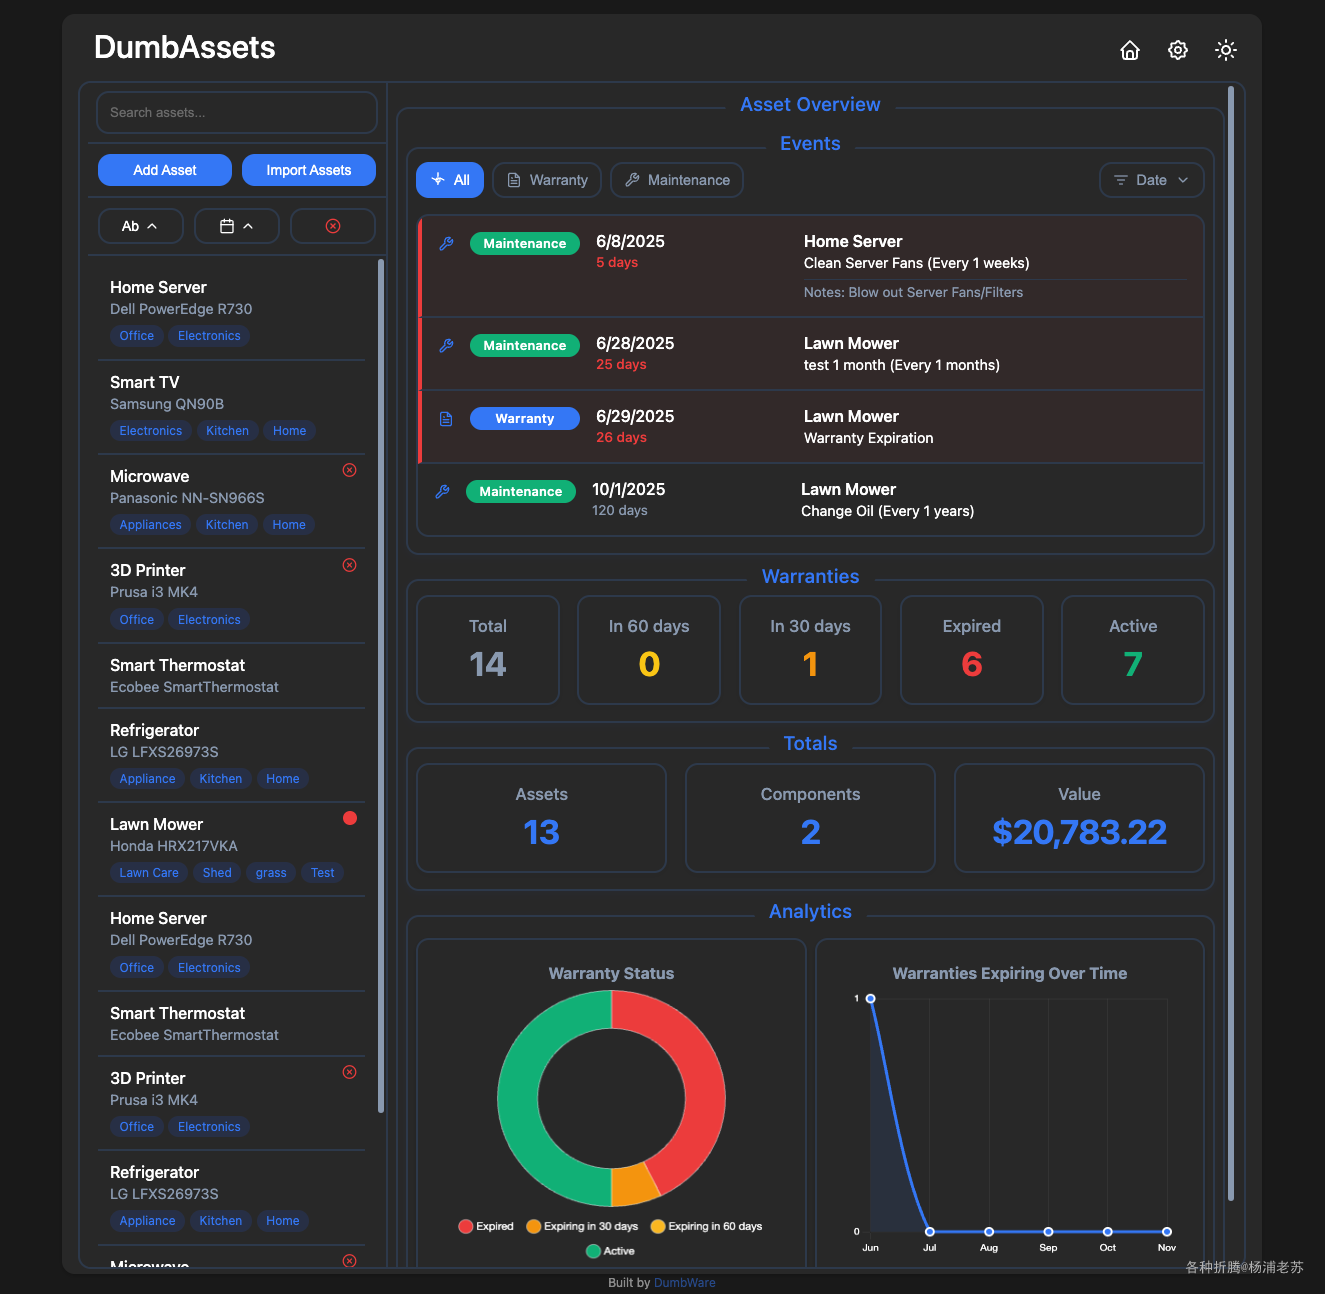 DumbAssets
Search assets...
Add Asset
Import Assets
Ab
Home Server
Dell PowerEdge R730
Office Electronics
Smart TV
Samsung QN90B
Electronics Kitchen Home
Microwave
Panasonic NN-SN966S
Appliances Kitchen Home
3D Printer
Prusa i3 MK4
Office Electronics
Smart Thermostat
Ecobee SmartThermostat
Refrigerator
LG LFXS26973S
Appliance Kitchen Home
Lawn Mower
Honda HRX217VKA
Lawn Care Shed grass Test
Home Server
Dell PowerEdge R730
Office Electronics
Smart Thermostat
Ecobee SmartThermostat
3D Printer
Prusa i3 MK4
Office Electronics
Refrigerator
LG LFXS26973S
Appliance Kitchen Home
Microwave
Asset Overview
Events
All Warranty Maintenance Date
Maintenance 6/8/2025 Home Server
5 days Clean Server Fans (Every 1 weeks)
Notes: Blow out Server Fans/Filters
Maintenance 6/28/2025 Lawn Mower
25 days test 1 month (Every 1 months)
Warranty 6/29/2025 Lawn Mower
26 days Warranty Expiration
Maintenance 10/1/2025 Lawn Mower
120 days Change Oil (Every 1 years)
Warranties
Total In 60 days In 30 days Expired Active
14 0 1 6 7
Totals
Assets Components Value
13 2 $20,783.22
Analytics
Warranty Status
Expired Expiring in 30 days Expiring in 60 days
Active
Warranties Expiring Over Time
1
0
Jun Jul Aug Sep Oct Nov
Built by DumbWare
各种折腾@杨浦老苏